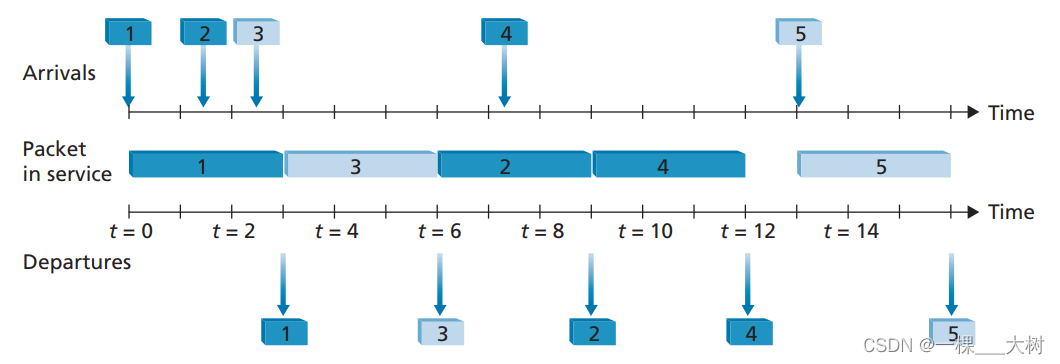 1 2 3 4 5
Arrivals
Time
Packet
in service
1 3 2 4 5
Time
t = 0 t = 2 t = 4 t = 6 t = 8 t = 10 t = 12 t = 14
Departures
1 3 2 4 5
CSDN @一棵___大树